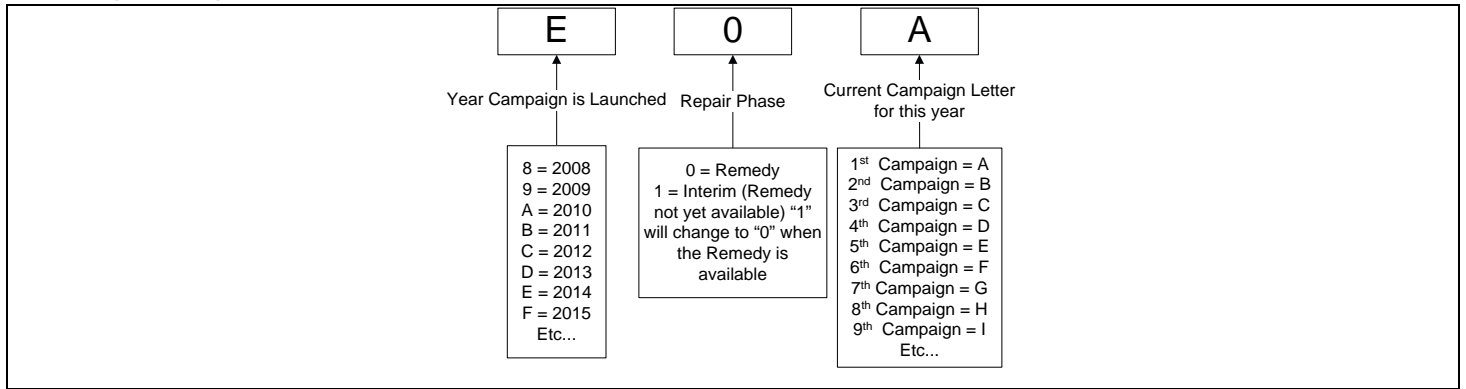 E
0
A
Year Campaign is Launched
Repair Phase
Current Campaign Letter
for this year
8 = 2008
9 = 2009
A = 2010
B = 2011
C = 2012
D = 2013
E = 2014
F = 2015
Etc...
0 = Remedy
1 = Interim (Remedy
not yet available) “1”
will change to “0” when
the Remedy is
available
1st Campaign = A
2nd Campaign = B
3rd Campaign = C
4th Campaign = D
5th Campaign = E
6th Campaign = F
7th Campaign = G
8th Campaign = H
9th Campaign = I
Etc...